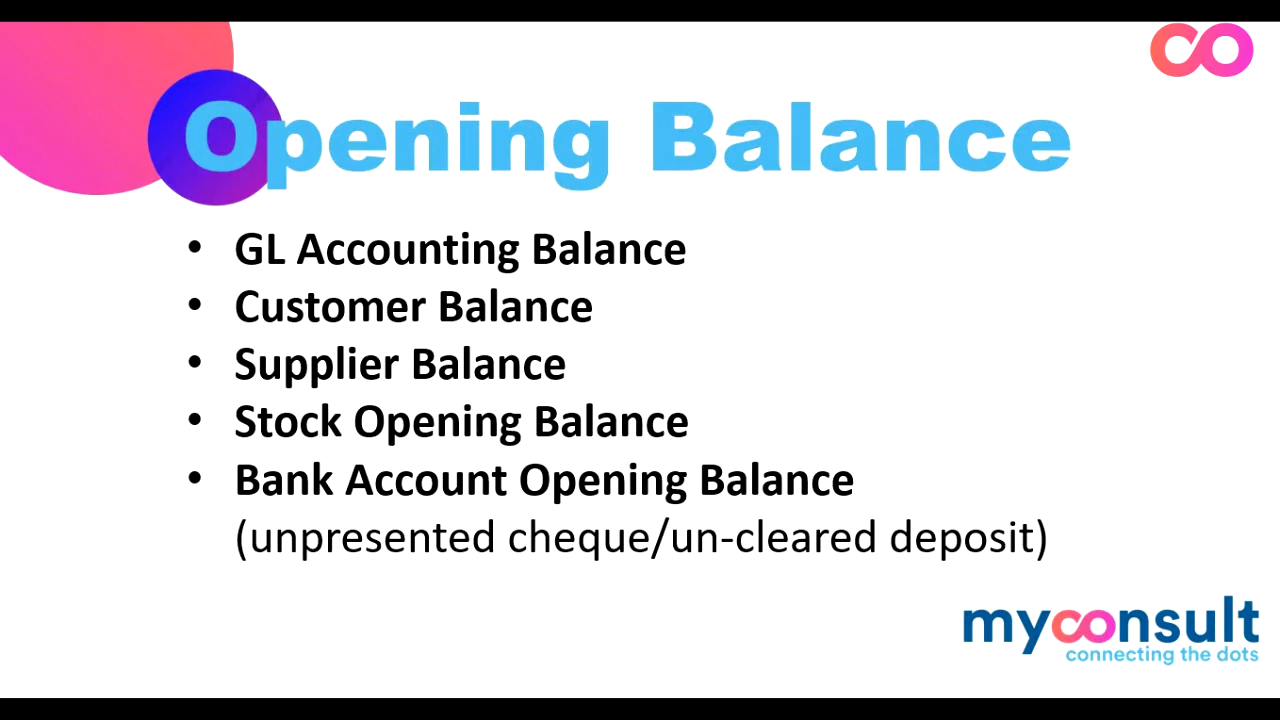 Opening Balance
• GL Accounting Balance
• Customer Balance
• Supplier Balance
• Stock Opening Balance
• Bank Account Opening Balance
(unpresented cheque/un-cleared deposit)
myconsult
connecting the dots